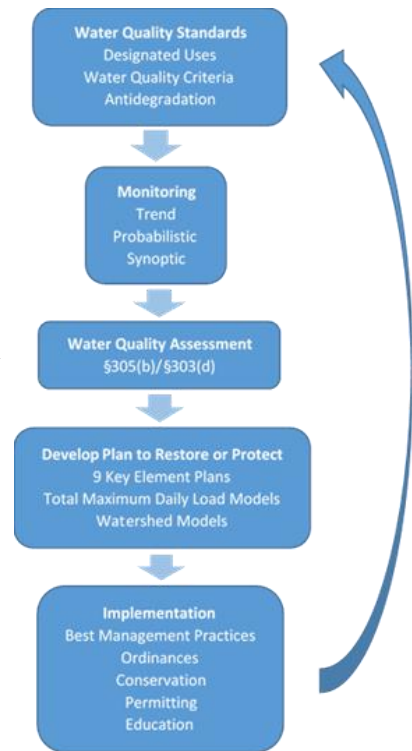 Water Quality Standards
Designated Uses
Water Quality Criteria
Antidegradation
Monitoring
Trend
Probabilistic
Synoptic
Water Quality Assessment
§305(b)/§303(d)
Develop Plan to Restore or Protect
9 Key Element Plans
Total Maximum Daily Load Models
Watershed Models
Implementation
Best Management Practices
Ordinances
Conservation
Permitting
Education